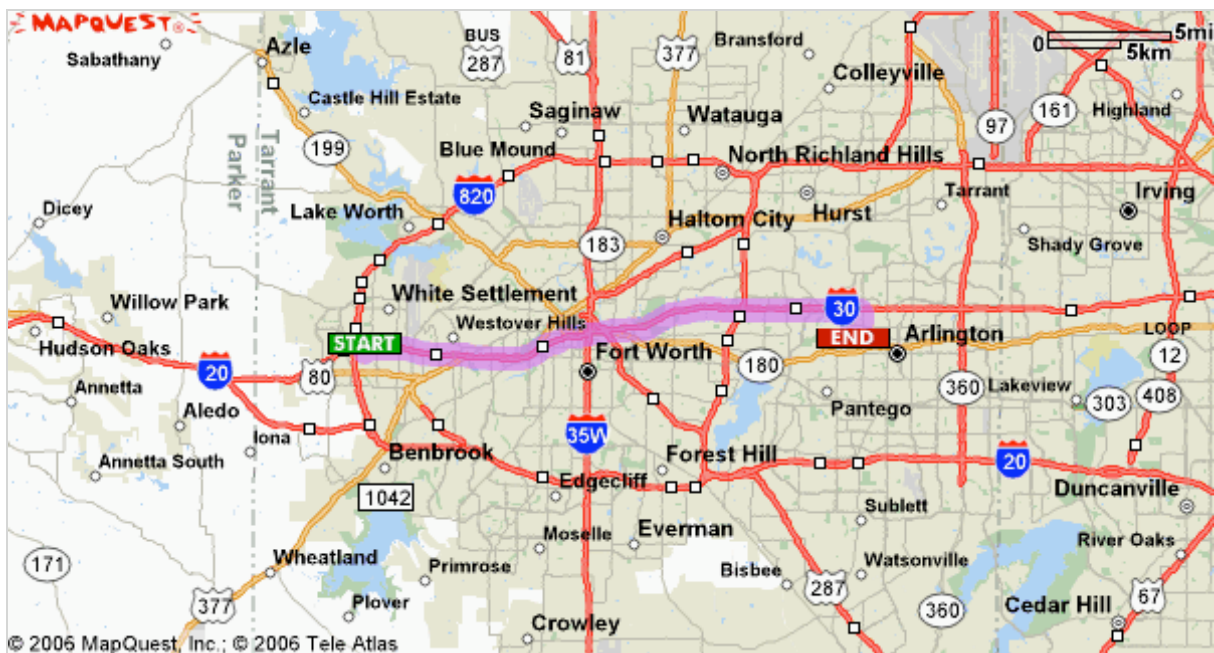 MAPQUEST
Sabathany
Azle
BUS
287
81
377
Bransford
0
5mi
5km
Colleyville
Castle Hill Estate
Saginaw
Watauga
97
161
Highland
Tarrant
Parker
199
Blue Mound
North Richland Hills
820
Tarrant
Irving
Dicey
Lake Worth
Haltom City
Hurst
183
Shady Grove
Willow Park
White Settlement
Westover Hills
30
START
END
Arlington
LOOP
12
Hudson Oaks
20
80
Fort Worth
180
360
Lakeview
303
408
Annetta
Aledo
Pantego
Iona
35W
Annetta South
Benbrook
Forest Hill
20
1042
Edgecliff
Duncanville
Sublett
Moselle
Everman
River Oaks
171
Wheatland
Primrose
Bisbee
Watsonville
287
67
377
Plover
360
Cedar Hill
Crowley
© 2006 MapQuest, Inc.; © 2006 Tele Atlas